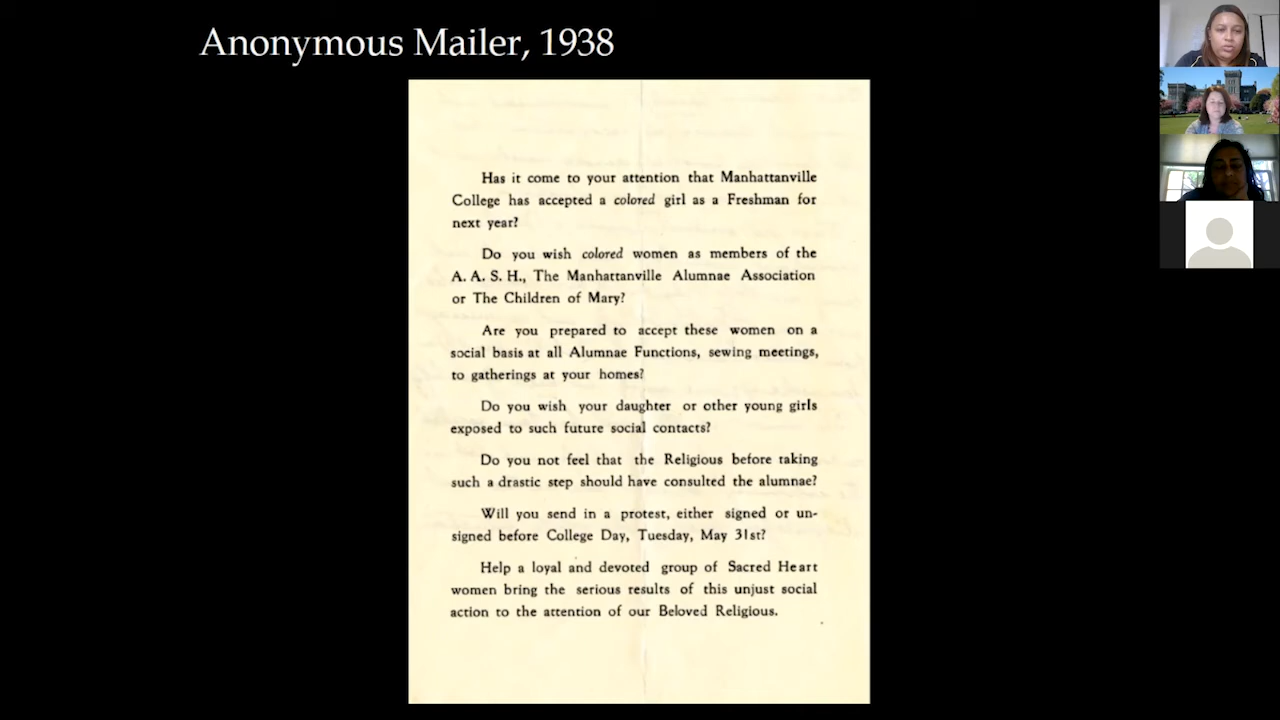 Anonymous Mailer, 1938
Has it come to your attention that Manhattanville
College has accepted a colored girl as a Freshman for
next year?
Do you wish colored women as members of the
A. A. S. H., The Manhattanville Alumnae Association
or The Children of Mary?
Are you prepared to accept these women on a
social basis at all Alumnae Functions, sewing meetings,
to gatherings at your homes?
Do you wish your daughter or other young girls
exposed to such future social contacts?
Do you not feel that the Religious before taking
such a drastic step should have consulted the alumnae?
Will you send in a protest, either signed or un-
signed before College Day, Tuesday, May 31st?
Help a loyal and devoted group of Sacred Heart
women bring the serious results of this unjust social
action to the attention of our Beloved Religious.